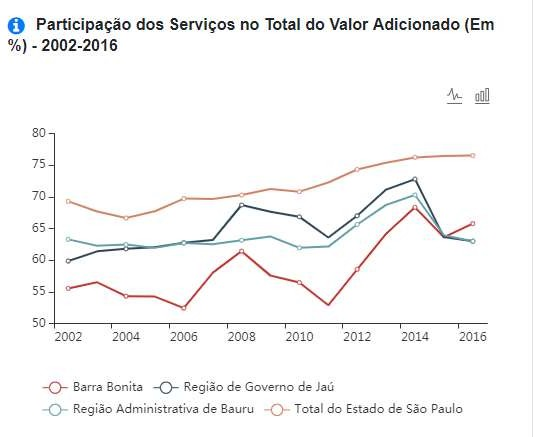 Participação dos Serviços no Total do Valor Adicionado (Em
%) - 2002-2016
80
75
70
65
60
55
50
2002 2004 2006 2008 2010 2012 2014 2016
Barra Bonita Região de Governo de Jaú
Região Administrativa de Bauru Total do Estado de São Paulo